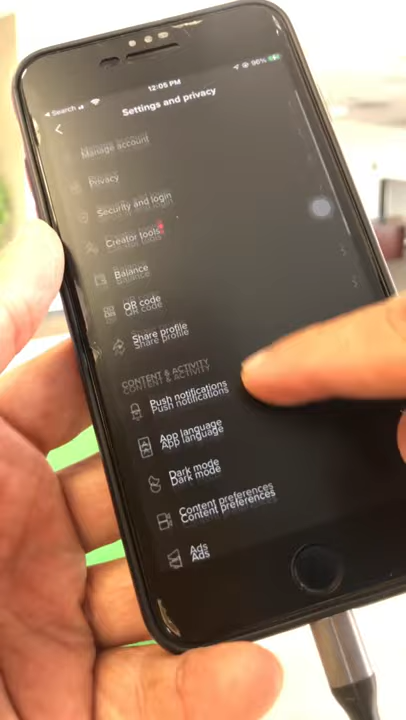 Search
12:05 PM
96%
Settings and privacy
Manage account
Privacy
Security and login
Creator tools
Balance
QR code
Share profile
CONTENT & ACTIVITY
Push notifications
App language
Dark mode
Content preferences
Ads